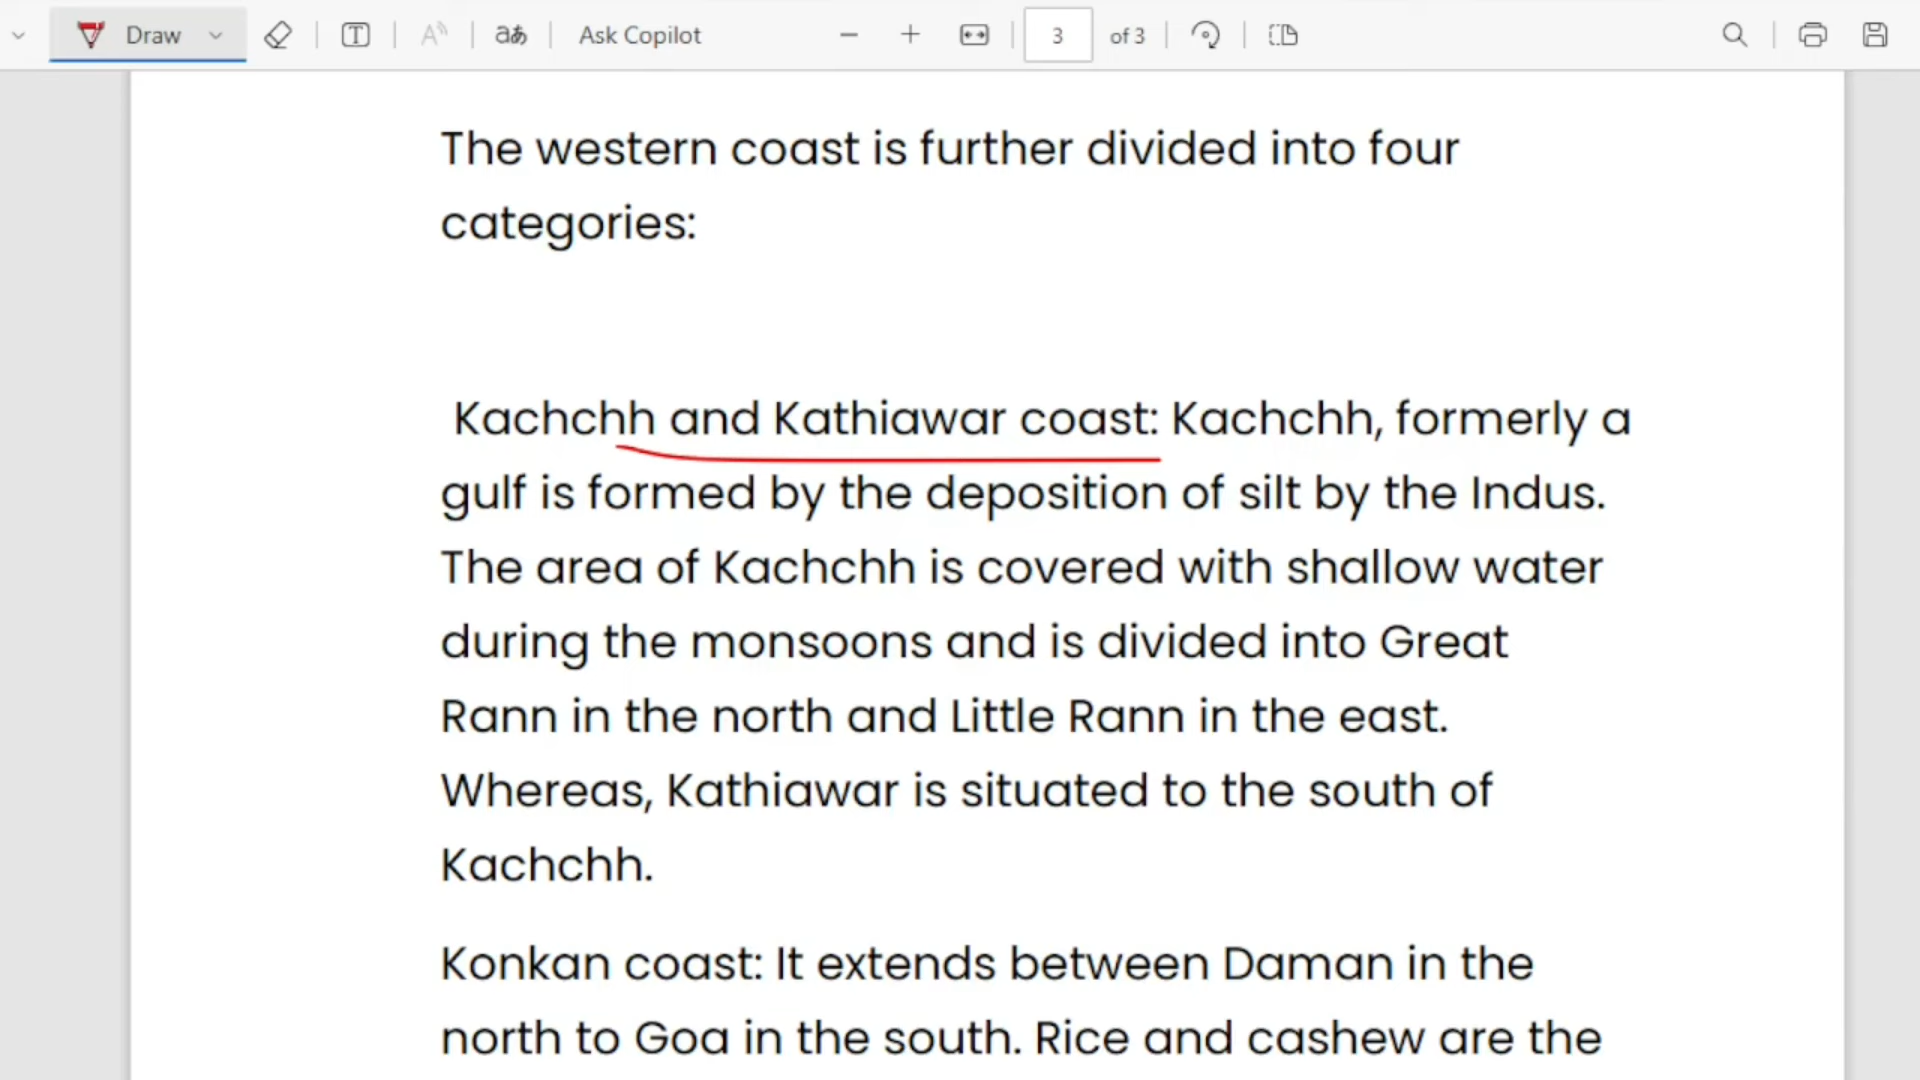 Draw
aあ
Ask Copilot
3
of 3
The western coast is further divided into four
categories:
Kachchh and Kathiawar coast: Kachchh, formerly a
gulf is formed by the deposition of silt by the Indus.
The area of Kachchh is covered with shallow water
during the monsoons and is divided into Great
Rann in the north and Little Rann in the east.
Whereas, Kathiawar is situated to the south of
Kachchh.
Konkan coast: It extends between Daman in the
north to Goa in the south. Rice and cashew are the